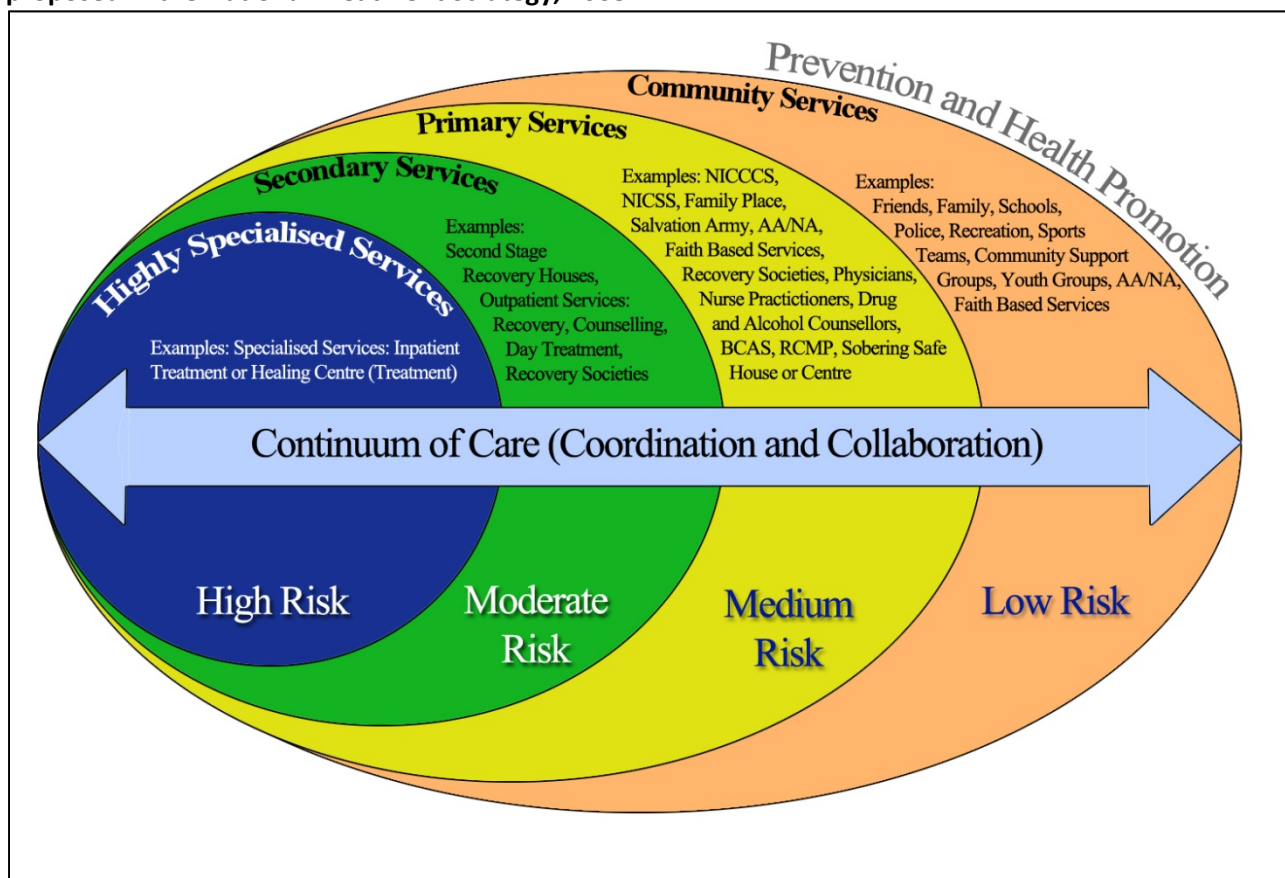 Prevention and Health Promotion
Community Services
Primary Services
Secondary Services
Highly Specialised Services
Examples: Specialised Services: Inpatient
Treatment or Healing Centre (Treatment)
Examples:
Second Stage
Recovery Houses,
Outpatient Services:
Recovery, Counselling,
Day Treatment,
Recovery Societies
Examples: NICCCS,
NICSS, Family Place,
Salvation Army, AA/NA,
Faith Based Services,
Recovery Societies, Physicians,
Nurse Practictioners, Drug
and Alcohol Counsellors,
BCAS, RCMP, Sobering Safe
House or Centre
Examples:
Friends, Family, Schools,
Police, Recreation, Sports
Teams, Community Support
Groups, Youth Groups, AA/NA,
Faith Based Services
Continuum of Care (Coordination and Collaboration)
High Risk
Moderate
Risk
Medium
Risk
Low Risk